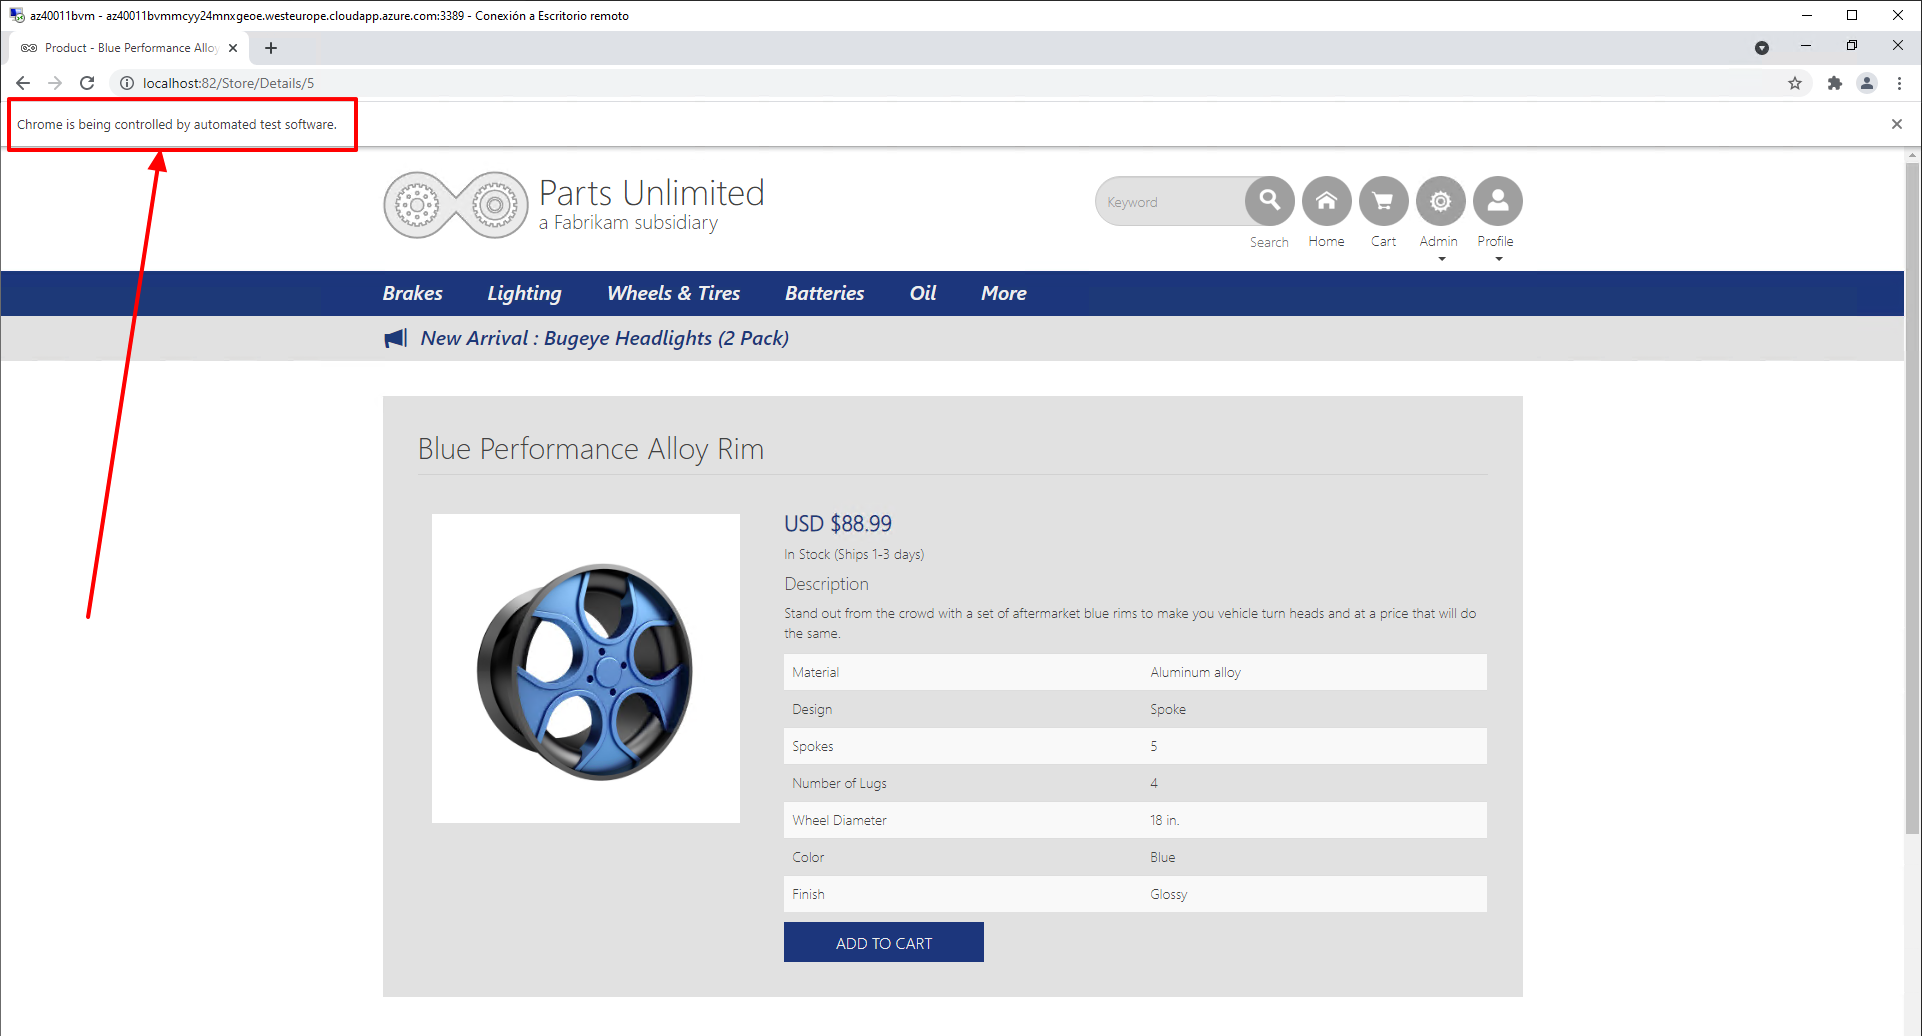 az40011bvm - az40011bvmmcyy24mnxgeoe.westeurope.cloudapp.azure.com:3389 - Conexión a Escritorio remoto
Product - Blue Performance Alloy
localhost:82/Store/Details/5
Chrome is being controlled by automated test software.
Parts Unlimited
a Fabrikam subsidiary
Keyword
Search Home Cart Admin Profile
Brakes Lighting Wheels & Tires Batteries Oil More
New Arrival : Bugeye Headlights (2 Pack)
Blue Performance Alloy Rim
USD $88.99
In Stock (Ships 1-3 days)
Description
Stand out from the crowd with a set of aftermarket blue rims to make you vehicle turn heads and at a price that will do
the same.
Material Aluminum alloy
Design Spoke
Spokes 5
Number of Lugs 4
Wheel Diameter 18 in.
Color Blue
Finish Glossy
ADD TO CART